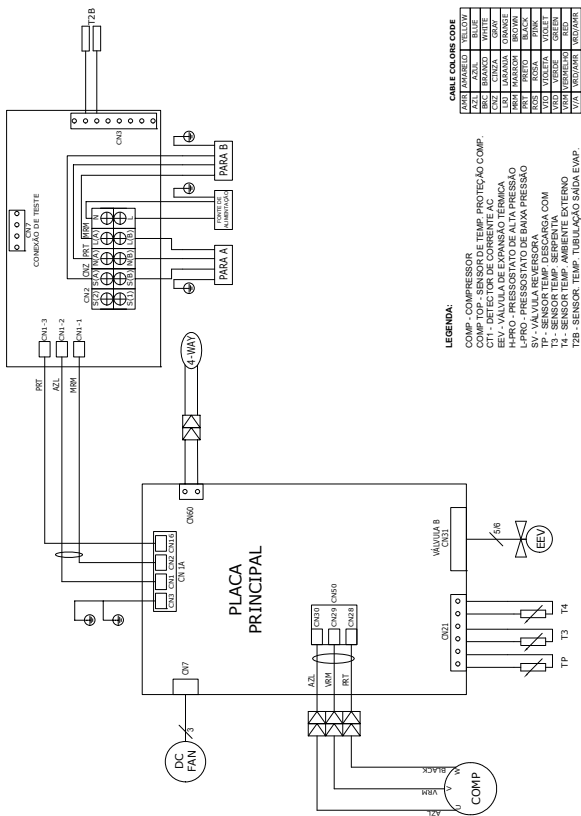 T2B
CN3
CN7
CONEXÃO DE TESTE
PARA B
FONTE DE
ALIMENTAÇÃO
PARA A
CN2
CNZ
PRT
MRM
S(2)
S(A)
N(A)
L(A)
N
S(1)
S(B)
N(B)
L(B)
L
CN1-3
CN1-2
CN1-1
PRT
AZL
MRM
4-WAY
CN60
CN3
CN1
CN2
CN16
CN 1A
PLACA
PRINCIPAL
CN7
3
DC
FAN
CN30
CN29
CN28
CN50
AZL
VRM
PRT
VÁLVULA B
CN31
5/6
EEV
CN21
TP
T3
T4
AZL
VRM
BLACK
U
V
W
COMP
LEGENDA:
COMP - COMPRESSOR
COMP TOP - SENSOR DE TEMP. PROTEÇÃO COMP.
CT1 - DETECTOR DE CORRENTE AC
EEV - VÁLVULA DE EXPANSÃO TÉRMICA
H-PRO - PRESSOSTATO DE ALTA PRESSÃO
L-PRO - PRESSOSTATO DE BAIXA PRESSÃO
SV - VÁLVULA REVERSORA
TP - SENSOR TEMP. DESCARGA COM
T3 - SENSOR TEMP. SERPENTIA
T4 - SENSOR TEMP. AMBIENTE EXTERNO
T2B - SENSOR. TEMP. TUBULAÇÃO SAÍDA EVAP.
CABLE COLORS CODE
AMR AMARELO YELLOW
AZL AZUL BLUE
BRC BRANCO WHITE
CNZ CINZA GRAY
LRJ LARANJA ORANGE
MRM MARROM BROWN
PRT PRETO BLACK
ROS ROSA PINK
VIO VIOLETA VIOLET
VRD VERDE GREEN
VRM VERMELHO RED
V/A VRD/AMR VRD/AMR